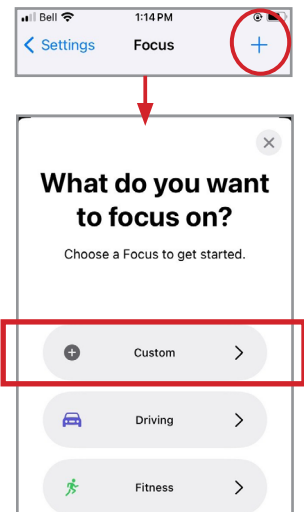 Bell 1:14 PM
Settings Focus +
What do you want
to focus on?
Choose a Focus to get started.
Custom
Driving
Fitness